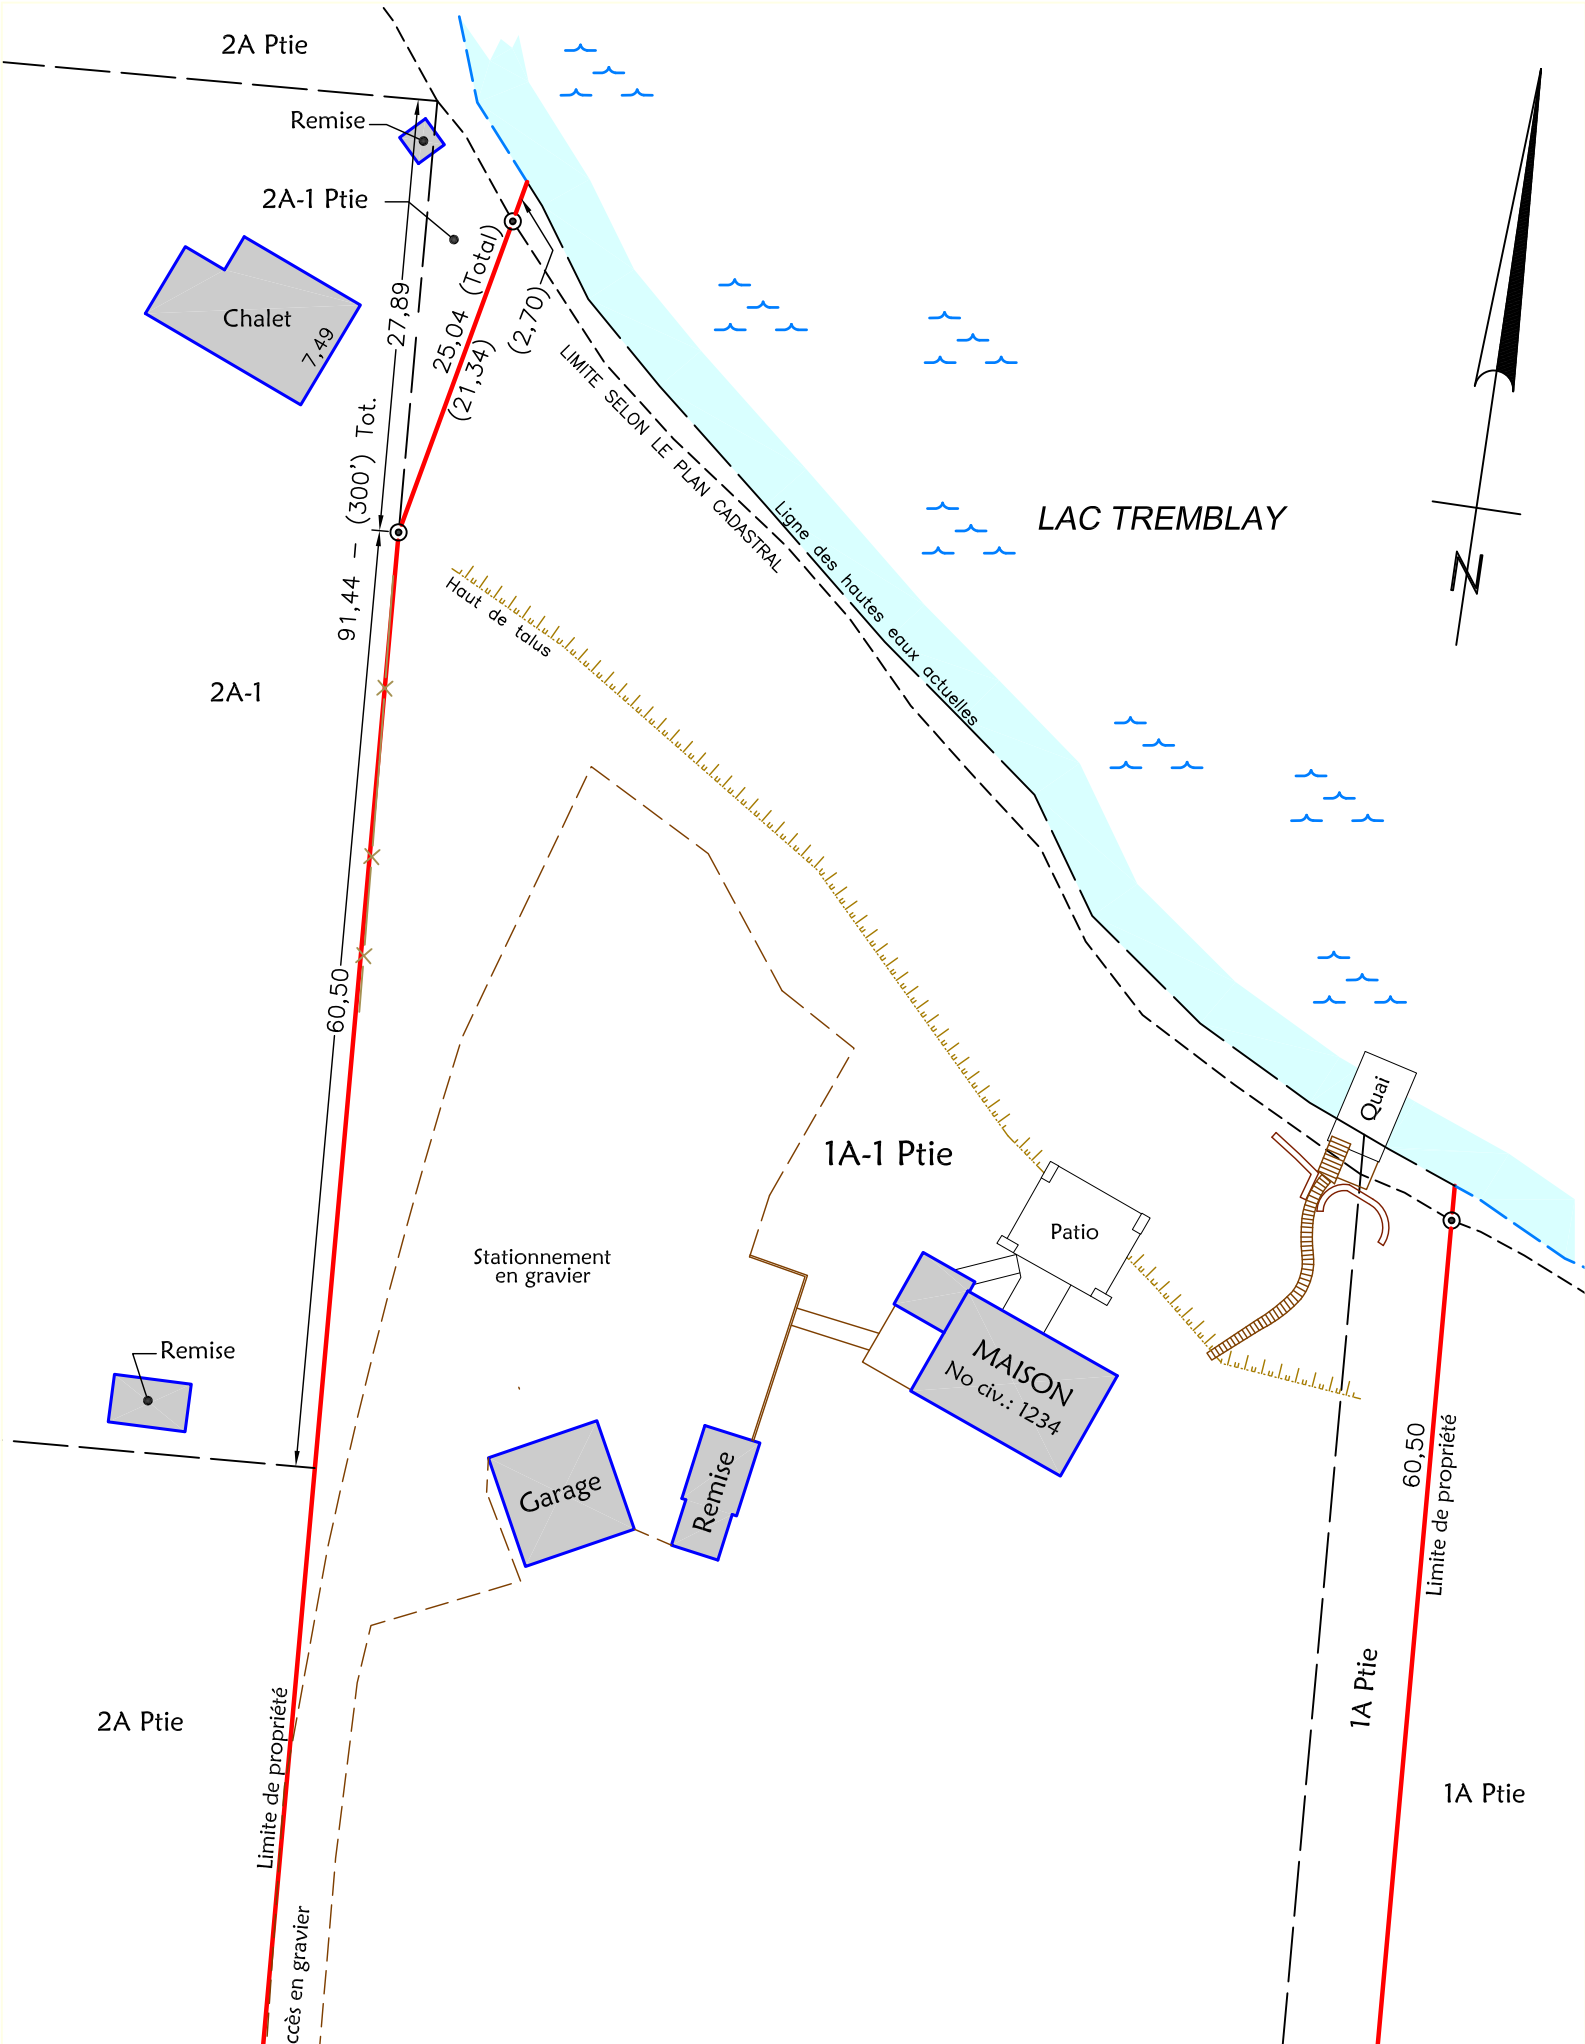 2A Ptie
Remise
2A-1 Ptie
Chalet
7,49
27,89
25,04 (Total)
(21,34)
(2,70)
91,44 - (300') Tot.
LIMITE SELON LE PLAN CADASTRAL
Ligne des hautes eaux actuelles
LAC TREMBLAY
N
Haut de talus
2A-1
60,50
Quai
1A-1 Ptie
Patio
Stationnement
en gravier
Remise
MAISON
No civ.: 1234
Garage
Remise
60,50
Limite de propriété
1A Ptie
2A Ptie
Limite de propriété
1A Ptie
ccès en gravier